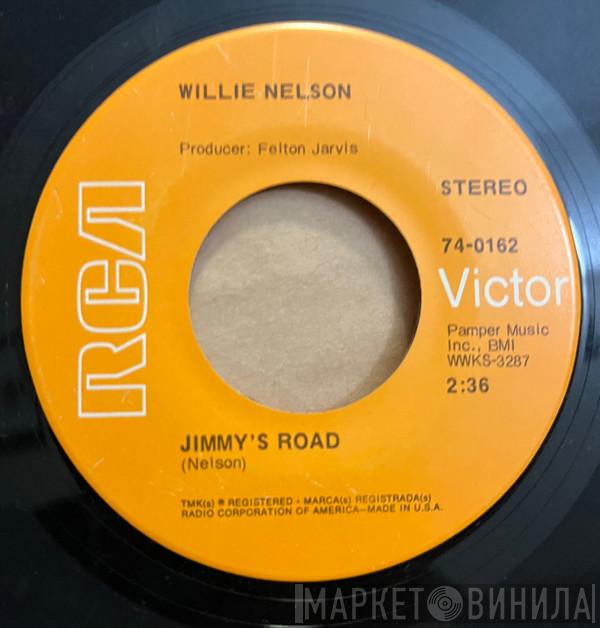 WILLIE NELSON
Producer: Felton Jarvis
STEREO
74-0162
RCA
Victor
Pamper Music
Inc., BMI
WWKS-3287
2:36
JIMMY'S ROAD
(Nelson)
TMK(s) ® REGISTERED • MARCA(s) REGISTRADA(s)
RADIO CORPORATION OF AMERICA—MADE IN U.S.A.
МАРКЕТ ВИНИЛА